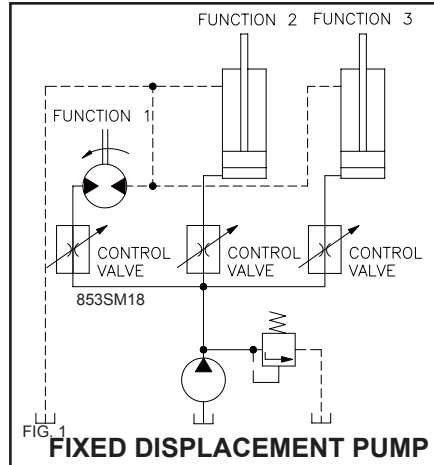 FUNCTION 2
FUNCTION 3
FUNCTION 1
CONTROL
VALVE
CONTROL
VALVE
CONTROL
VALVE
853SM18
FIG. 1
FIXED DISPLACEMENT PUMP